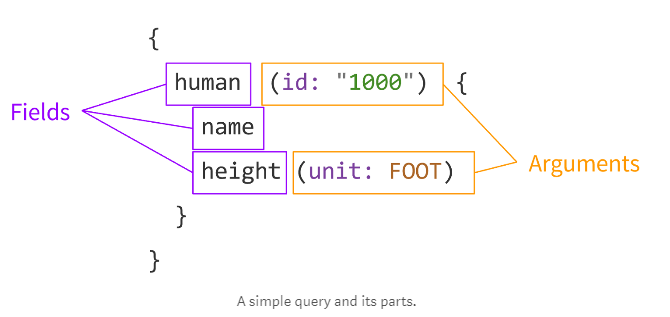 {
human (id: "1000") {
Fields
name
height (unit: FOOT)
Arguments
}
}
A simple query and its parts.